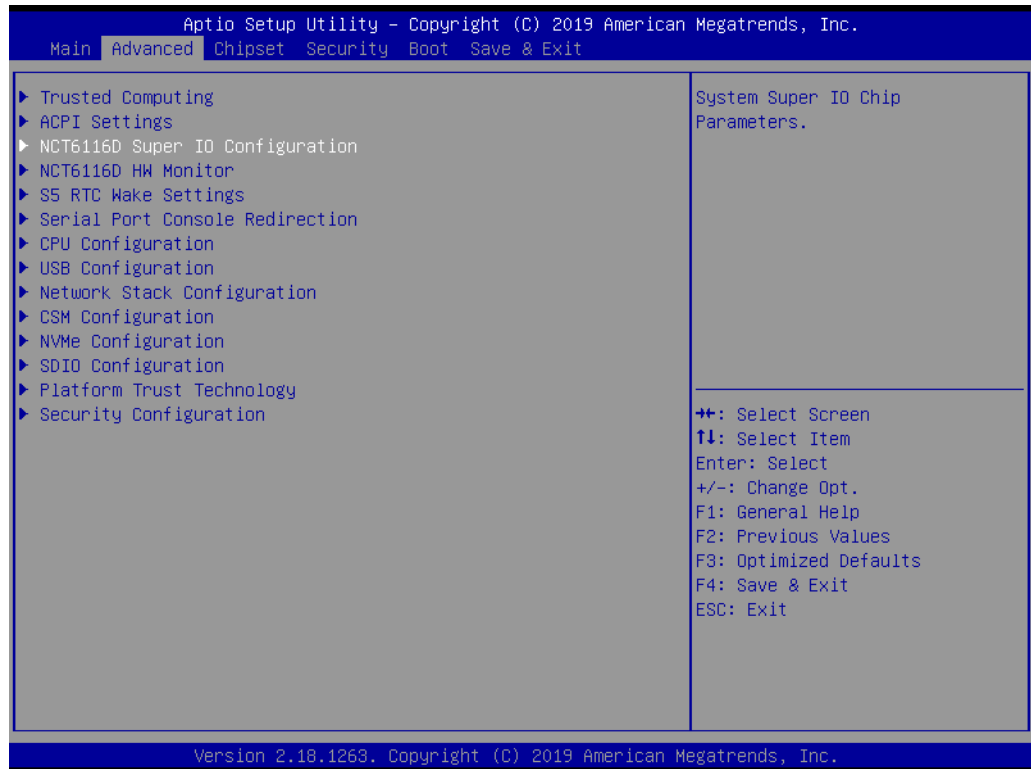 Aptio Setup Utility – Copyright (C) 2019 American Megatrends, Inc.
Main Advanced Chipset Security Boot Save & Exit
▶ Trusted Computing
▶ ACPI Settings
▶ NCT6116D Super IO Configuration
▶ NCT6116D HW Monitor
▶ S5 RTC Wake Settings
▶ Serial Port Console Redirection
▶ CPU Configuration
▶ USB Configuration
▶ Network Stack Configuration
▶ CSM Configuration
▶ NVMe Configuration
▶ SDIO Configuration
▶ Platform Trust Technology
▶ Security Configuration
System Super IO Chip
Parameters.
→←: Select Screen
↑↓: Select Item
Enter: Select
+/-: Change Opt.
F1: General Help
F2: Previous Values
F3: Optimized Defaults
F4: Save & Exit
ESC: Exit
Version 2.18.1263. Copyright (C) 2019 American Megatrends, Inc.